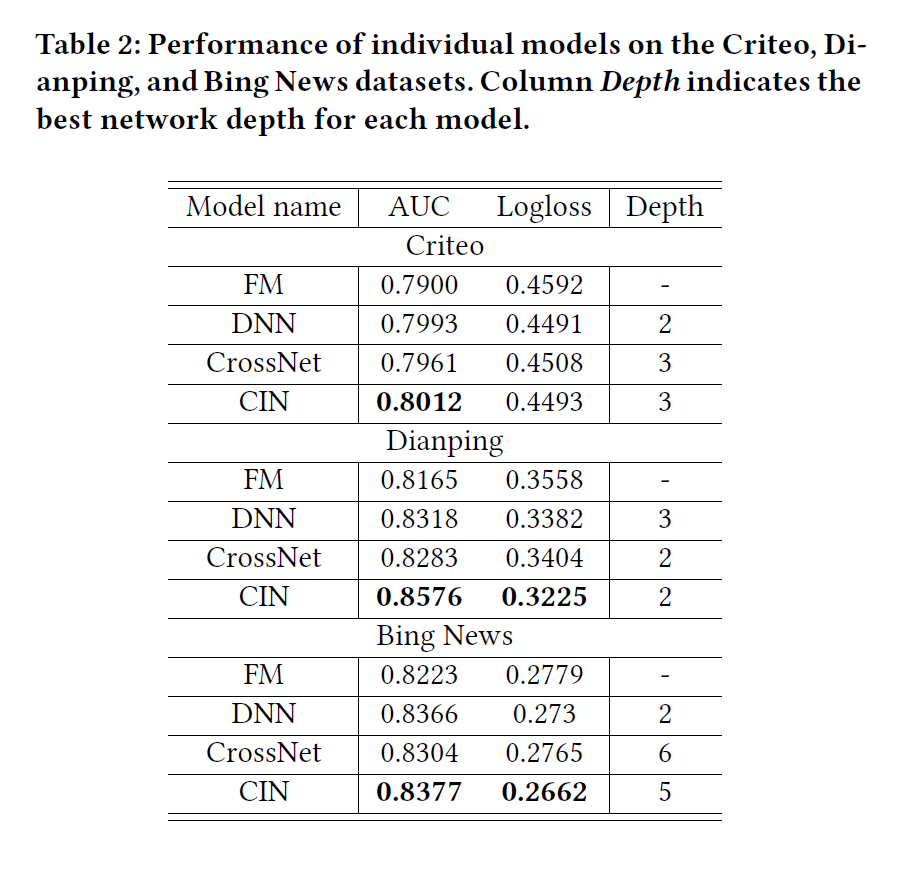 Table 2: Performance of individual models on the Criteo, Di-
anping, and Bing News datasets. Column Depth indicates the
best network depth for each model.
Model name AUC Logloss Depth
Criteo
FM 0.7900 0.4592 -
DNN 0.7993 0.4491 2
CrossNet 0.7961 0.4508 3
CIN 0.8012 0.4493 3
Dianping
FM 0.8165 0.3558 -
DNN 0.8318 0.3382 3
CrossNet 0.8283 0.3404 2
CIN 0.8576 0.3225 2
Bing News
FM 0.8223 0.2779 -
DNN 0.8366 0.273 2
CrossNet 0.8304 0.2765 6
CIN 0.8377 0.2662 5